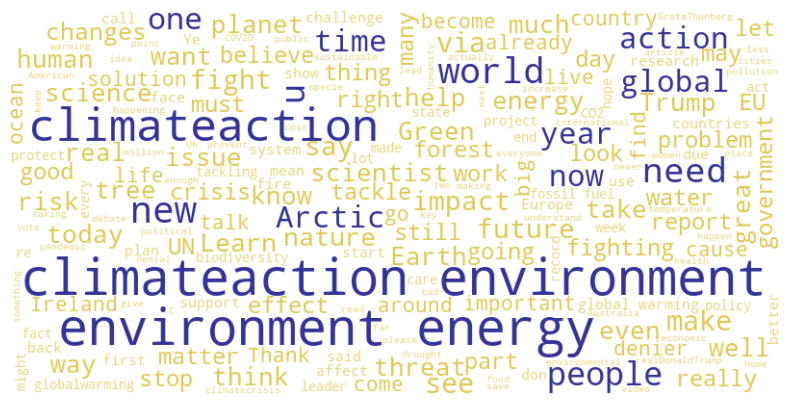 one
changes
call
planet
challenge
many
become
much
country
GretaThunberg
let
warming
point
COVID
public
Ye
idea
sustainable
time
via
already
action
article
less
cities
pollution
human
American
want
believe
thing
world
day
research
may
solution
fight
show
humanity
actually
lead
live
global
hope
act
ocean
science
face
must
u
right
help
energy
CO2
Trump
EU
keep
happening
specie
next
increase
state
project
international
countries
climateaction
say
Green
year
find
problem
protect
real
UK
prevent
cost
made
forest
end
look
due
place
million
issue
system
lot
everyone
never
women
good
life
tackling
mean
scientist
work
big
now
need
government
great
every
enough
tree
crisis
know
fire
tackle
impact
two
making
fossil
fuel
use
risk
new
talk
Arctic
go
still
future
key
Europe
understand
take
water
temperature
taking
vote
debate
political
today
UN
Learn
nature
Earth
going
week
fighting
report
happen
re
pandemic
plan
denial
biodiversity
start
care
record
cause
health
something
climateaction environment
bad
Ireland
give
c
support
effect
around
read
important
global warming
policy
Australia
better
fact
environment energy
far
please
even
make
economic
might
back
way
first
matter
Thank
said
drought
threat
part
environmental
denier
well
realDonaldTrump
globalwarming
stop
think
affect
leader
come
see
don
food
save
people
really
home
climatecrisis
video